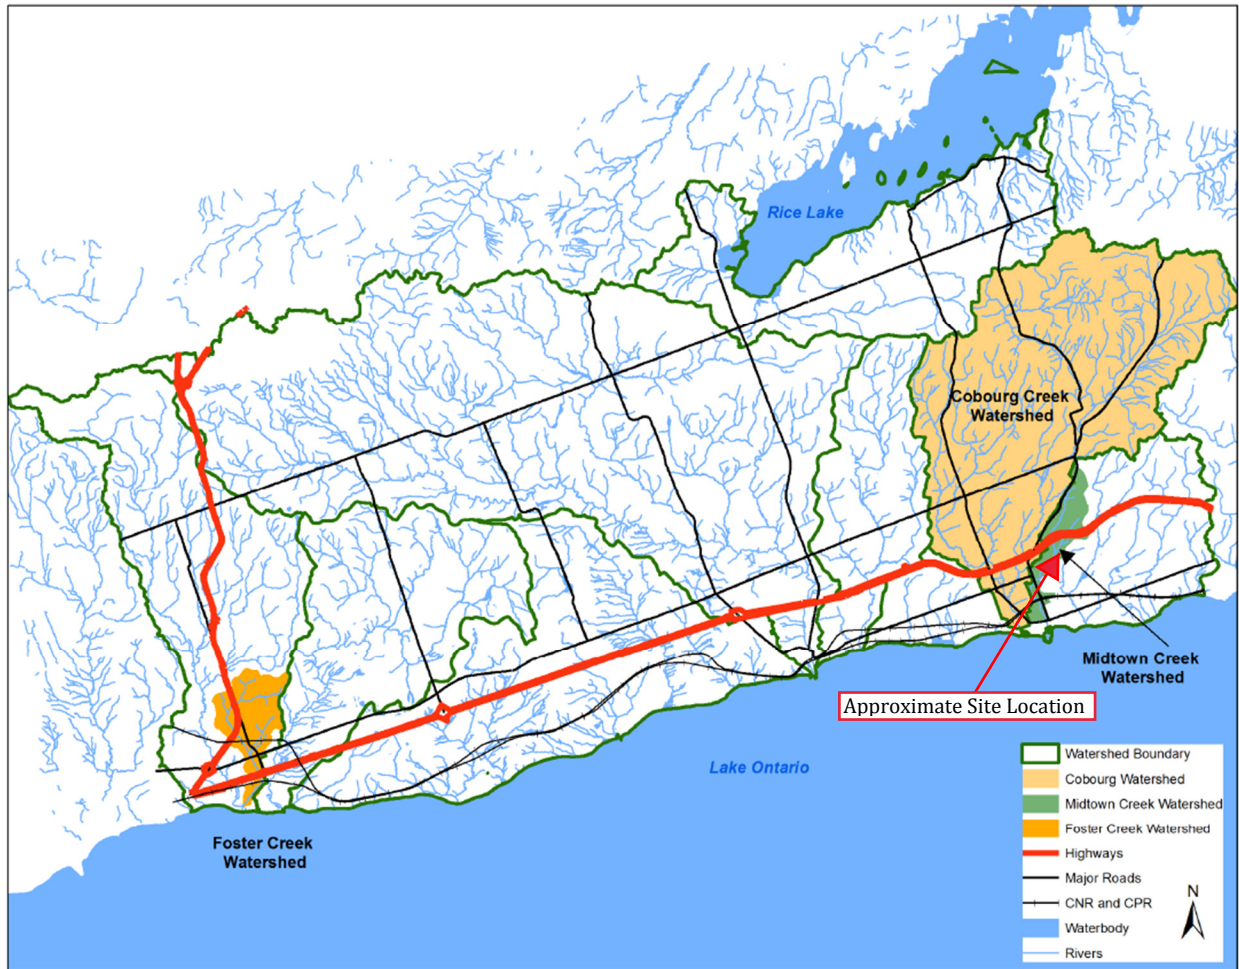 Rice Lake
Cobourg Creek
Watershed
Midtown Creek
Watershed
Approximate Site Location
Lake Ontario
Foster Creek
Watershed
Watershed Boundary
Cobourg Watershed
Midtown Creek Watershed
Foster Creek Watershed
Highways
Major Roads
CNR and CPR
Waterbody
Rivers
N